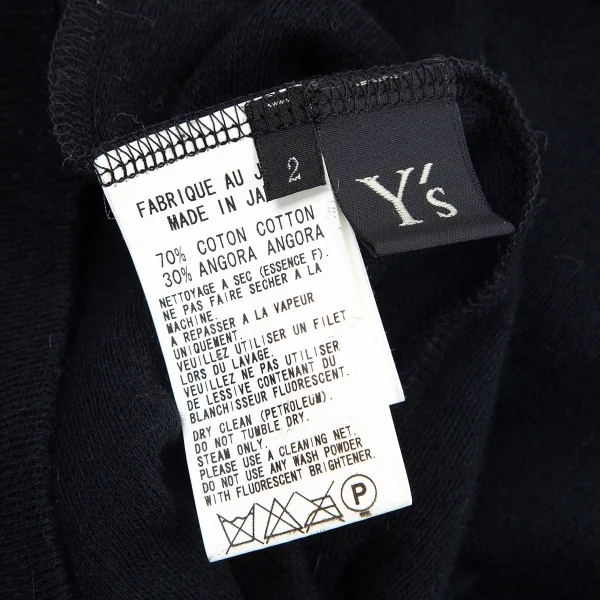 Y's
2
FABRIQUE AU J
MADE IN JA
70% COTON COTTON
30% ANGORA ANGORA
NETTOYAGE A SEC (ESSENCE F).
NE PAS FAIRE SECHER A LA
MACHINE.
A REPASSER A LA VAPEUR
UNIQUEMENT.
VEUILLEZ UTILISER UN FILET
LORS DU LAVAGE.
VEUILLEZ NE PAS UTILISER
DE LESSIVE CONTENANT DU
BLANCHISSEUR FLUORESCENT.
DRY CLEAN (PETROLEUM).
DO NOT TUMBLE DRY.
STEAM ONLY.
PLEASE USE A CLEANING NET.
DO NOT USE ANY WASH POWDER
WITH FLUORESCENT BRIGHTENER.
P